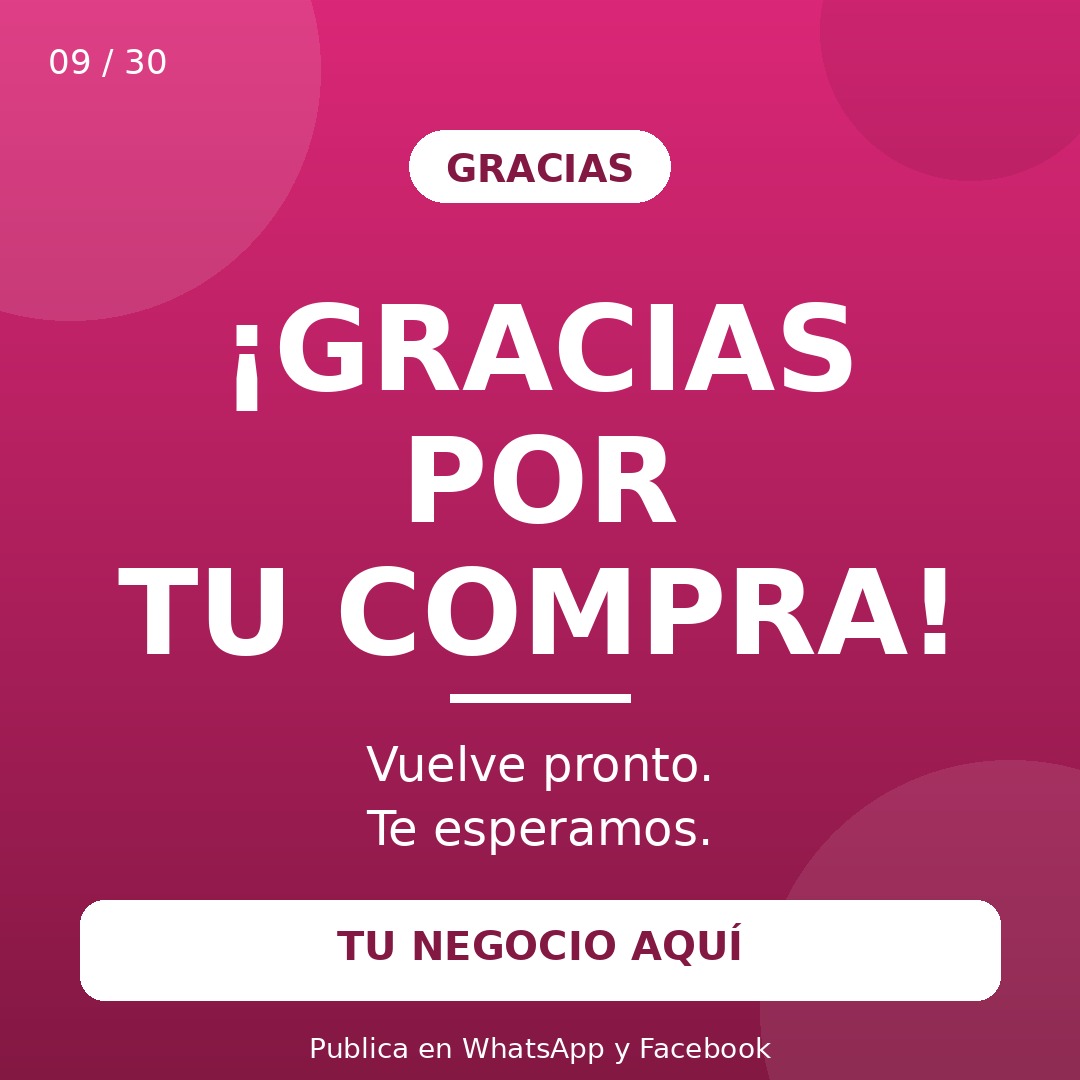 09 / 30
GRACIAS
¡GRACIAS
POR
TU COMPRA!
Vuelve pronto.
Te esperamos.
TU NEGOCIO AQUÍ
Publica en WhatsApp y Facebook